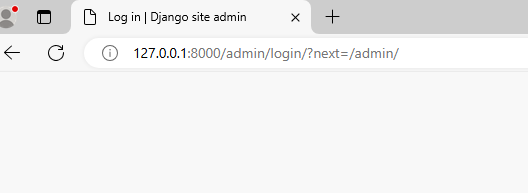 Log in | Django site admin
127.0.0.1:8000/admin/login/?next=/admin/